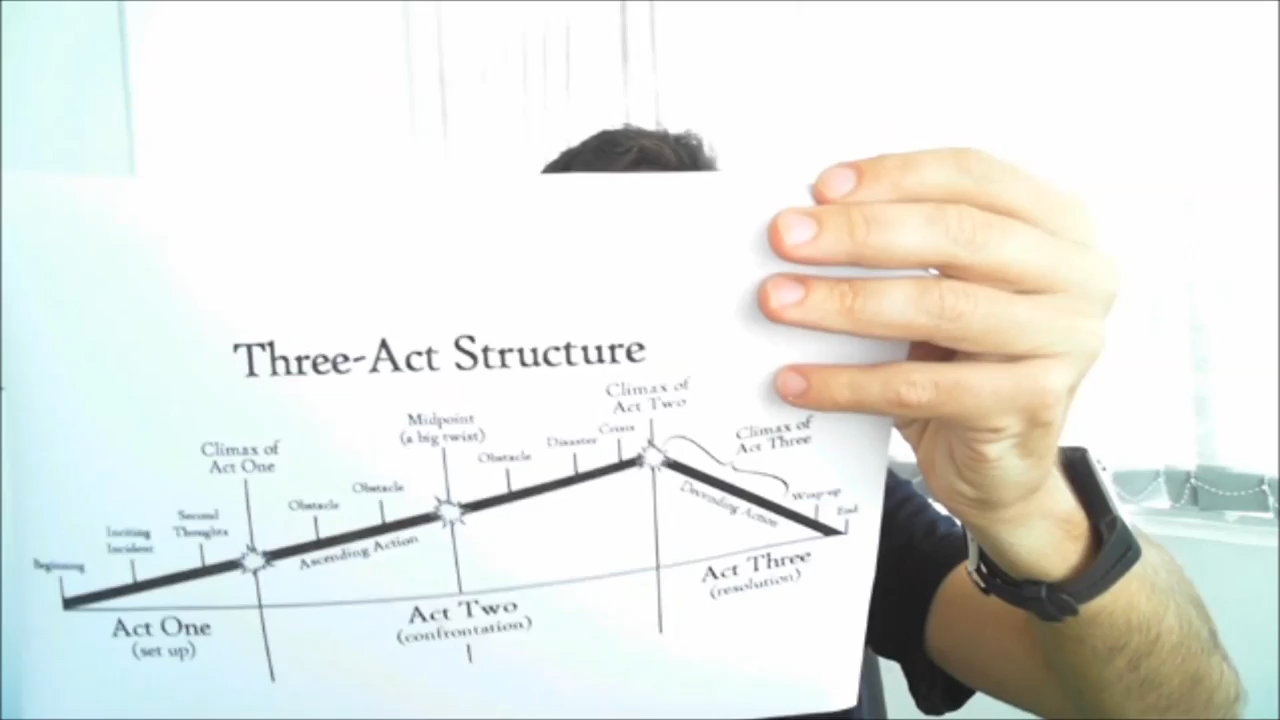 Three-Act Structure
Climax of
Act Two
Midpoint
(a big twist)
Crisis
Climax of
Act Three
Disaster
Climax of
Act One
Obstacle
Obstacle
Obstacle
Wrap-up
End
Second
Thoughts
Inciting
Incident
Beginning
Ascending Action
Decending Action
Act One
(set up)
Act Two
(confrontation)
Act Three
(resolution)